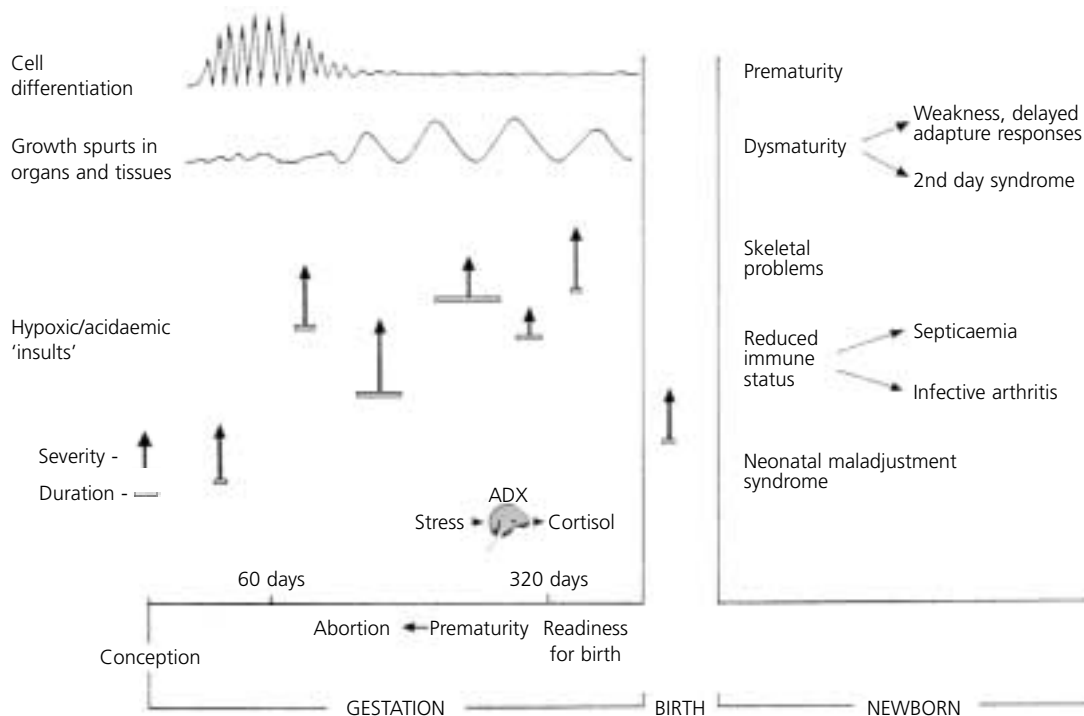 Cell
differentiation
Growth spurts in
organs and tissues
Hypoxic/acidaemic
'insults'
Severity -
Duration -
ADX
Stress
Cortisol
60 days
320 days
Abortion
Prematurity
Readiness
for birth
Conception
GESTATION
BIRTH
NEWBORN
Prematurity
Dysmaturity
Weakness, delayed
adapture responses
2nd day syndrome
Skeletal
problems
Reduced
immune
status
Septicaemia
Infective arthritis
Neonatal maladjustment
syndrome